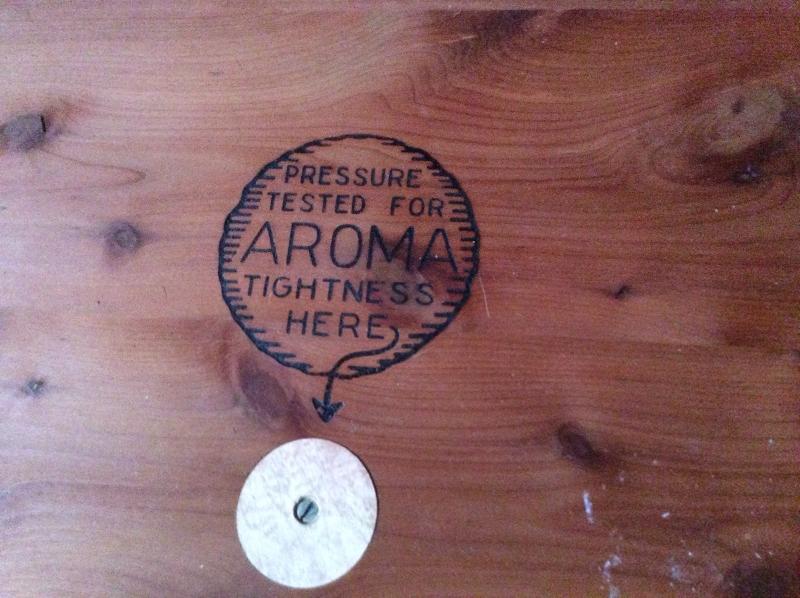 PRESSURE
TESTED FOR
AROMA
TIGHTNESS
HERE